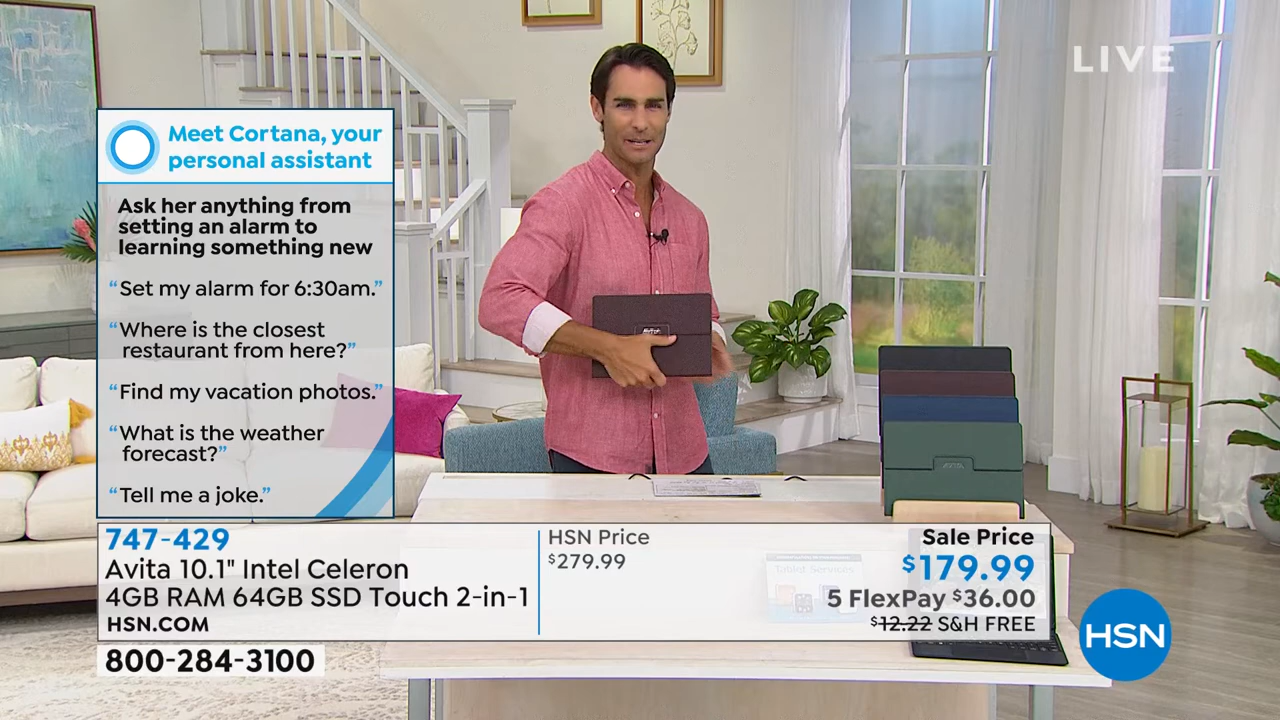 LIVE
Meet Cortana, your
personal assistant
Ask her anything from
setting an alarm to
learning something new
“Set my alarm for 6:30am.”
“Where is the closest
restaurant from here?”
“Find my vacation photos.”
“What is the weather
forecast?”
“Tell me a joke.”
AVITA
747-429
Avita 10.1" Intel Celeron
4GB RAM 64GB SSD Touch 2-in-1
HSN.COM
HSN Price
$279.99
Sale Price
$179.99
5 FlexPay $36.00
$12.22 S&H FREE
HSN
800-284-3100